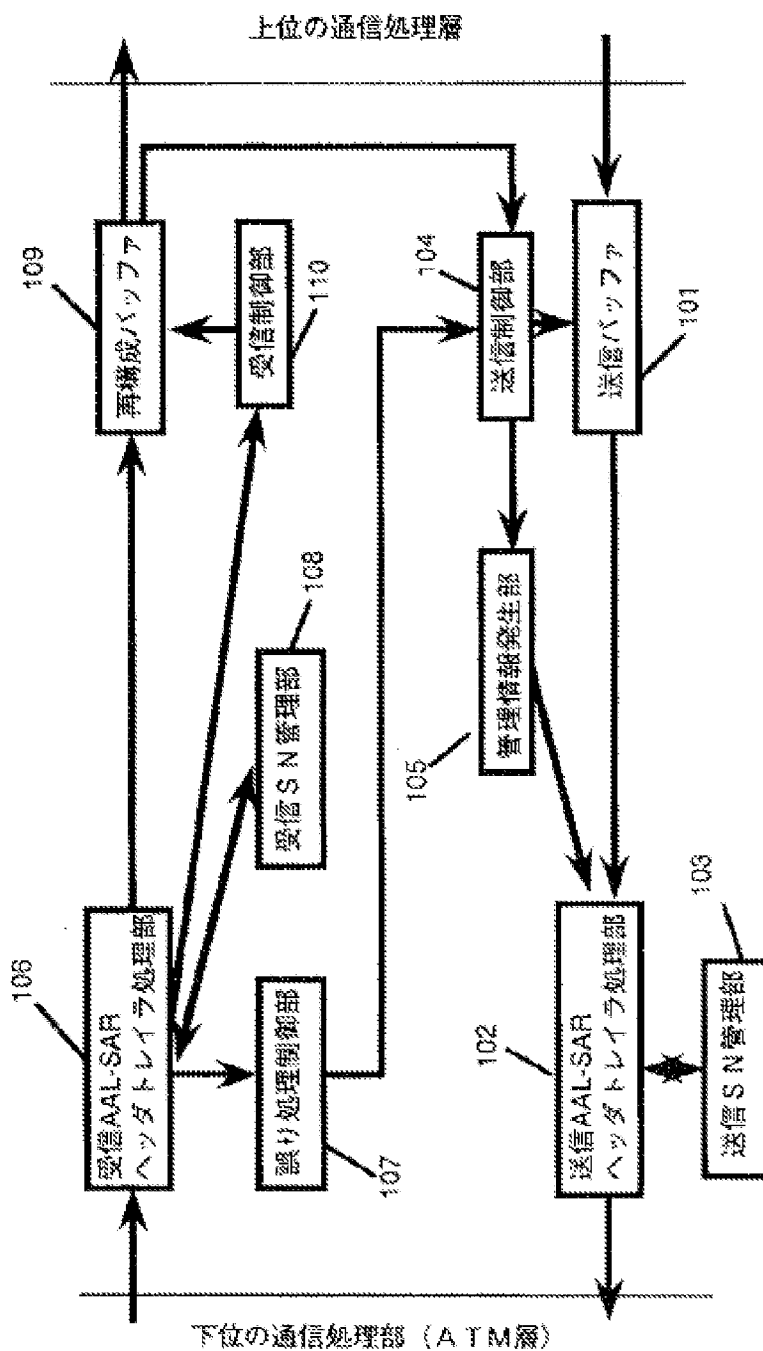 上位の通信処理層
109
再構成バッファ
受信制御部
110
104
送信制御部
送信バッファ
101
108
受信SN管理部
管理情報発生部
105
106
受信AAL-SAR
ヘッダトレイラ処理部
誤り処理制御部
107
102
送信AAL-SAR
ヘッダトレイラ処理部
103
送信SN管理部
下位の通信処理部（ATM層）